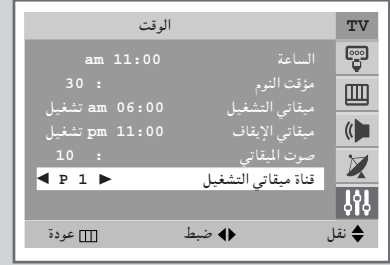 TV الوقت
الساعة am 11:00
مؤقت النوم : 30
ميقاتي التشغيل am 06:00 تشغيل
ميقاتي الإيقاف pm 11:00 تشغيل
صوت الميقاتي : 10
قناة ميقاتي التشغيل ◄ P 1 ►
نقل ضبط عودة